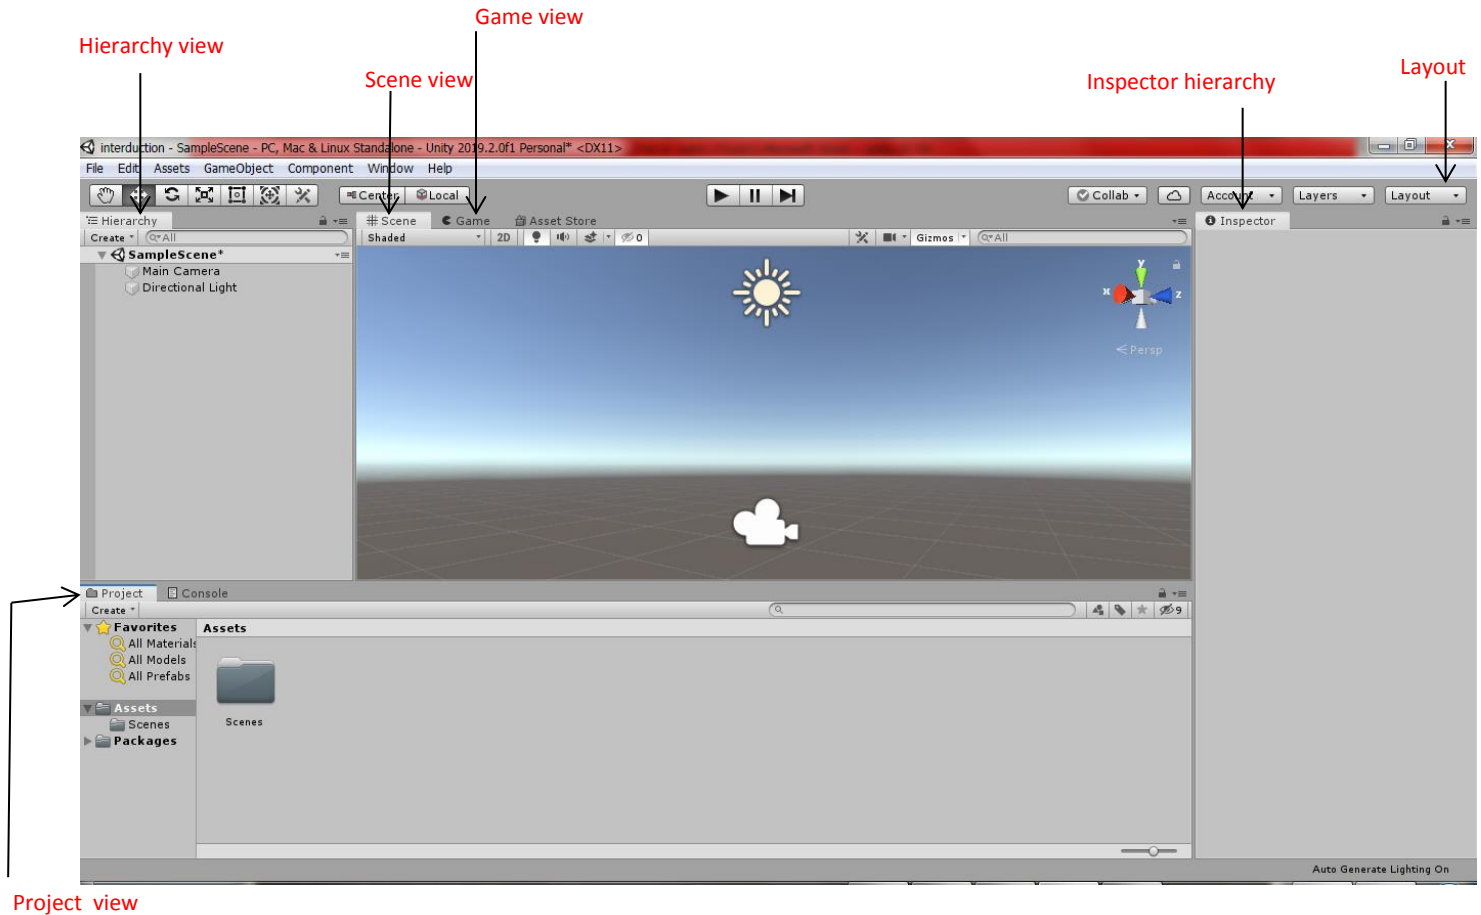 Game view
Hierarchy view
Scene view
Inspector hierarchy
Layout
interduction - SampleScene - PC, Mac & Linux Standalone - Unity 2019.2.0f1 Personal* <DX11>
File Edit Assets GameObject Component Window Help
Center Local Collab Account Layers Layout
Hierarchy Scene Game Asset Store Inspector
Create All Shaded 2D 0 Gizmos All
SampleScene*
Main Camera
Directional Light
y
x z
Persp
Project Console
Create 9
Favorites Assets
All Materials
All Models
All Prefabs
Assets
Scenes Scenes
Packages
Auto Generate Lighting On
Project view